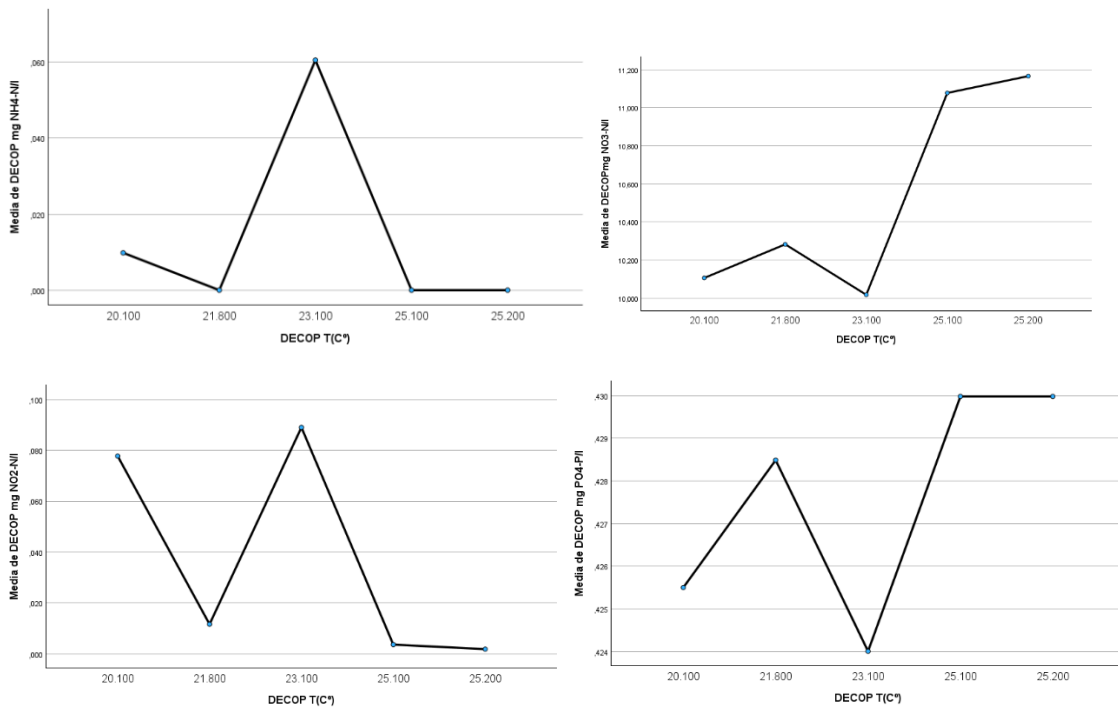 Media de DECOP mg NH4-N/l
,060
,040
,020
,000
20.100 21.800 23.100 25.100 25.200
DECOP T(Cº)
Media de DECOPmg NO3-N/l
11,200
11,000
10,800
10,600
10,400
10,200
10,000
20.100 21.800 23.100 25.100 25.200
DECOP T(Cº)
Media de DECOP mg NO2-N/l
,100
,080
,060
,040
,020
,000
20.100 21.800 23.100 25.100 25.200
DECOP T(Cº)
Media de DECOP mg PO4-P/l
,430
,429
,428
,427
,426
,425
,424
20.100 21.800 23.100 25.100 25.200
DECOP T(Cº)